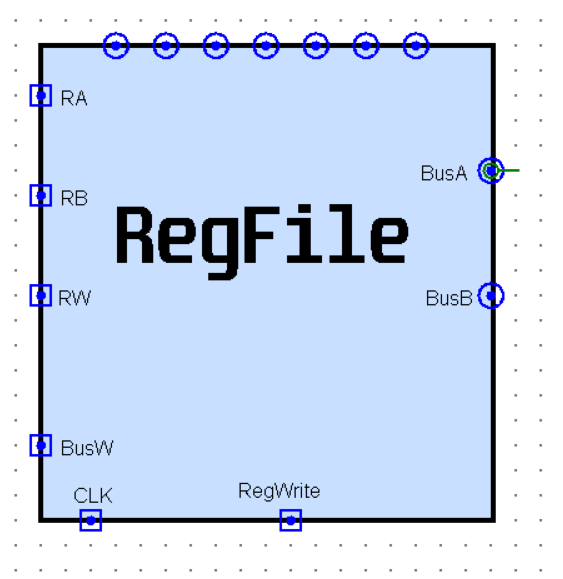 RA
BusA
RB
RegFile
RW
BusB
BusW
CLK
RegWrite